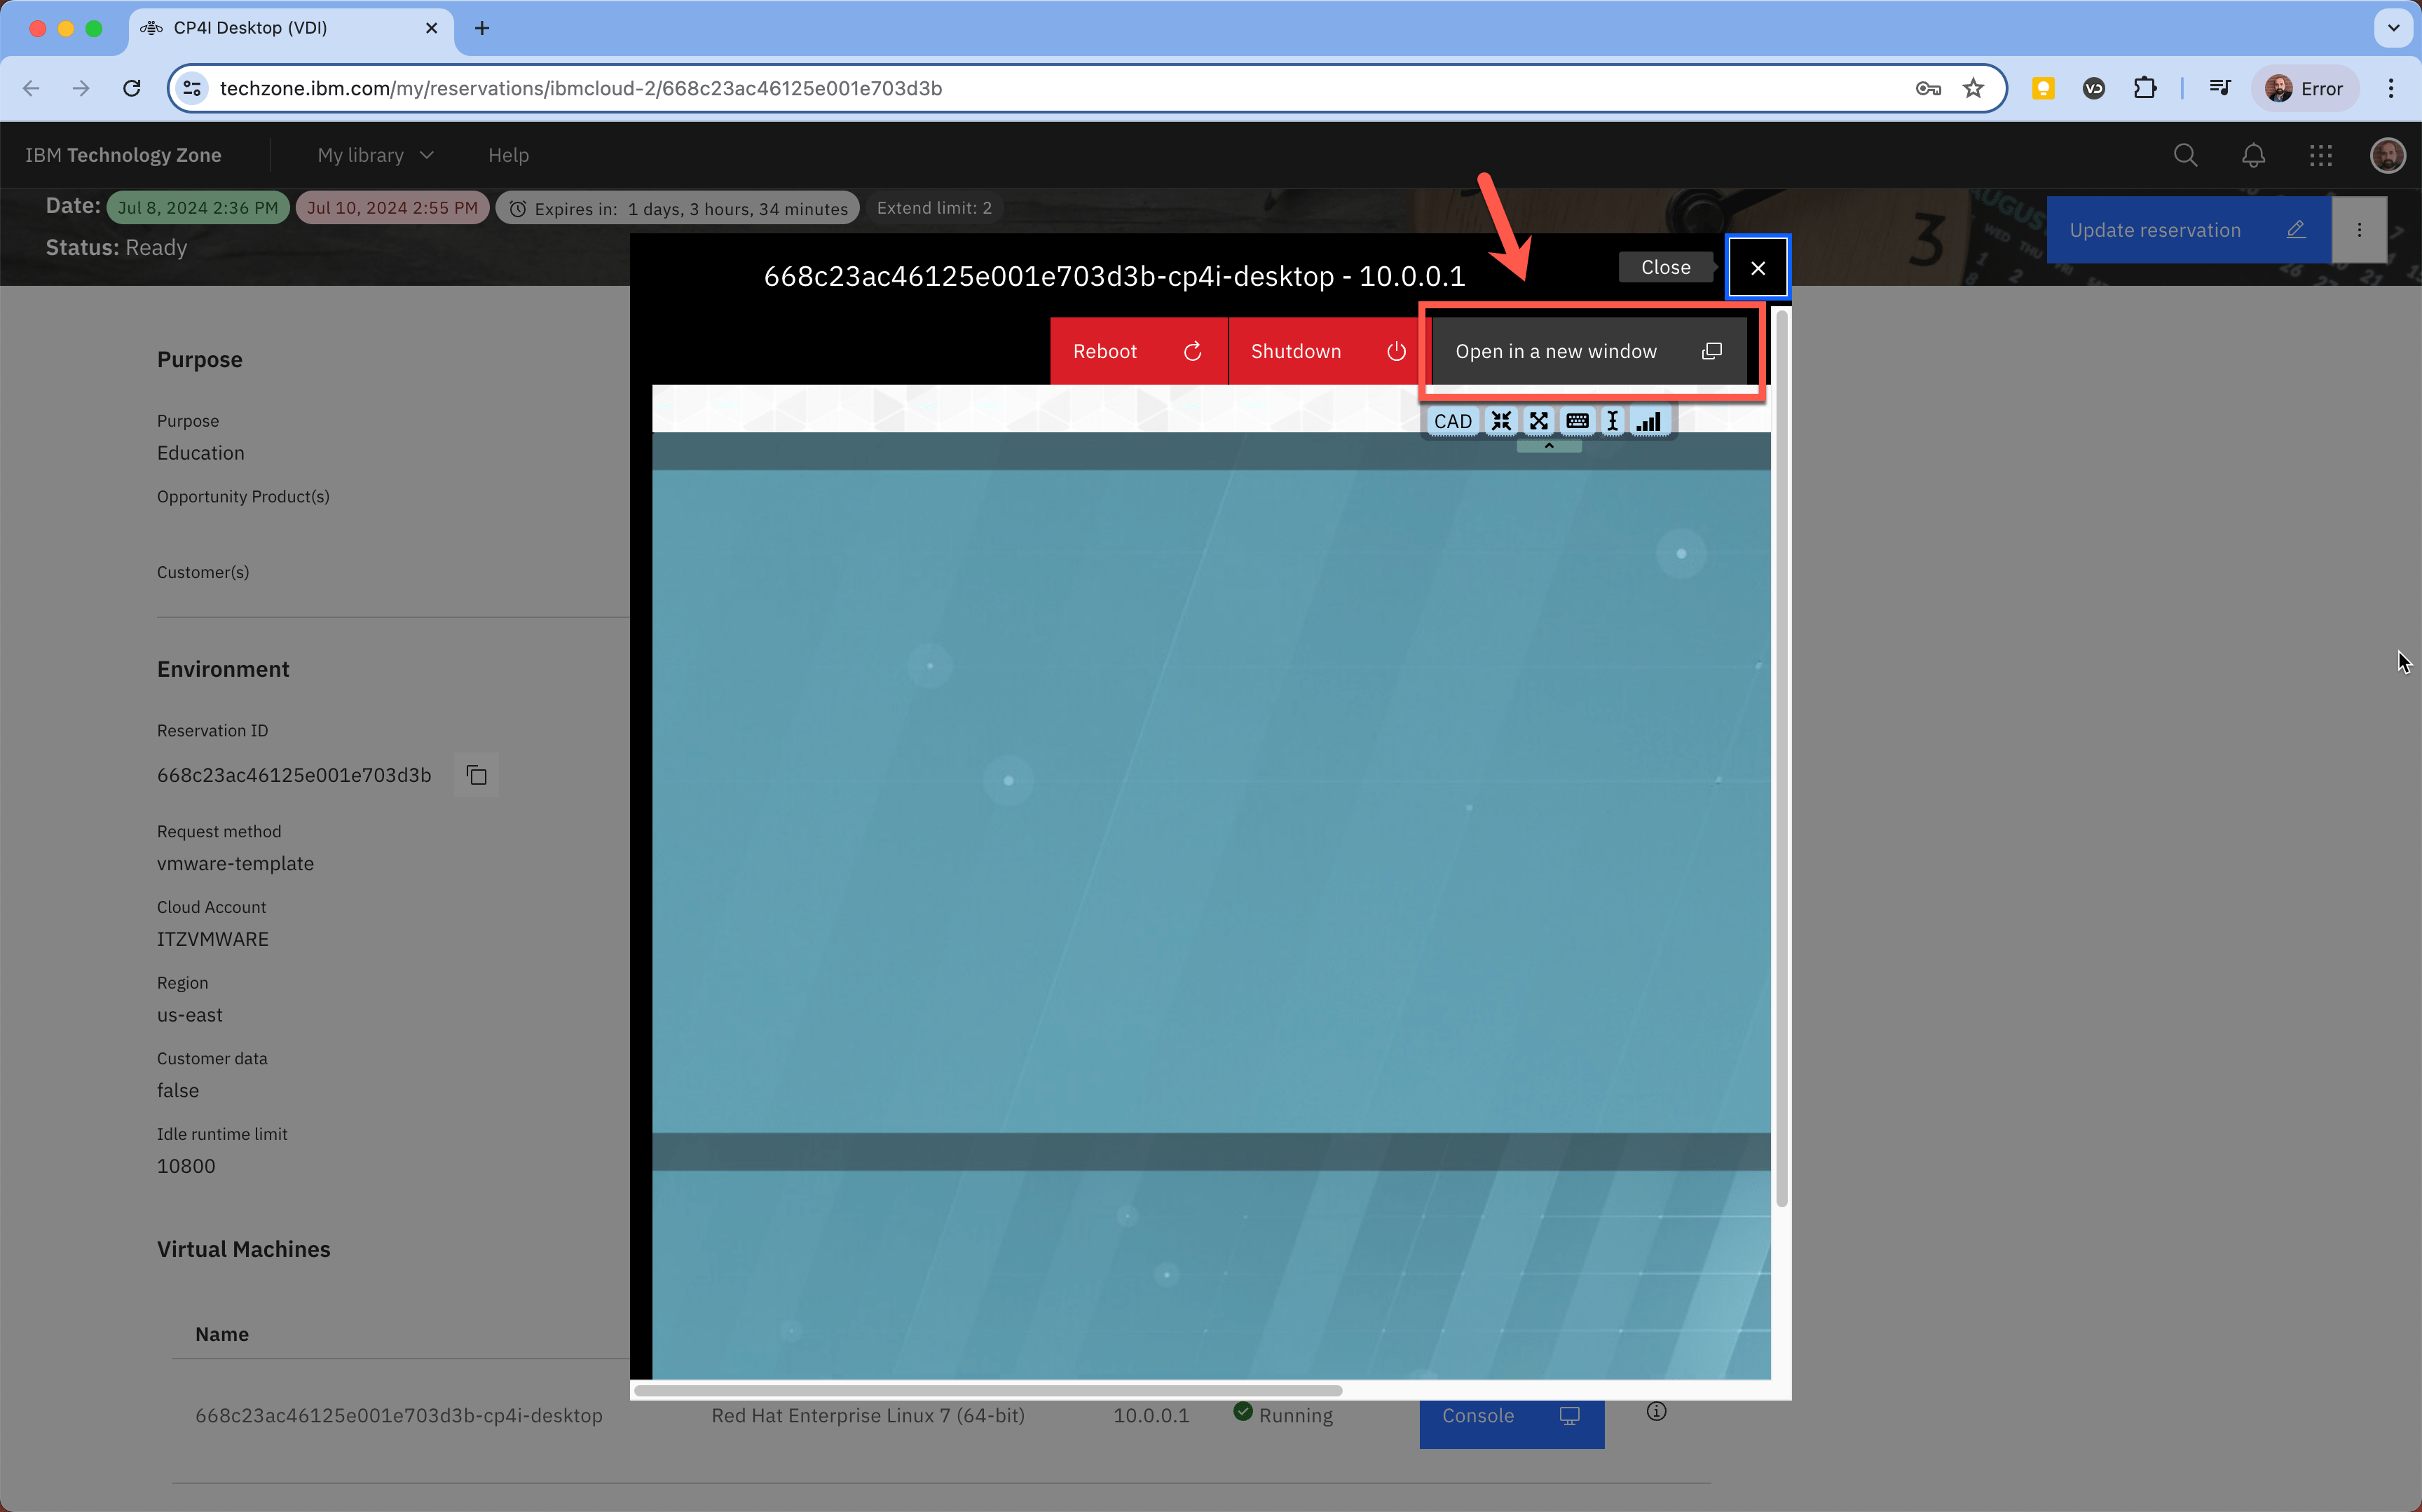 CP4I Desktop (VDI)
techzone.ibm.com/my/reservations/ibmcloud-2/668c23ac46125e001e703d3b
Error
IBM Technology Zone
My library
Help
Date: Jul 8, 2024 2:36 PM Jul 10, 2024 2:55 PM Expires in: 1 days, 3 hours, 34 minutes Extend limit: 2
Status: Ready
Update reservation
668c23ac46125e001e703d3b-cp4i-desktop - 10.0.0.1
Close
Reboot
Shutdown
Open in a new window
CAD
Purpose
Purpose
Education
Opportunity Product(s)
Customer(s)
Environment
Reservation ID
668c23ac46125e001e703d3b
Request method
vmware-template
Cloud Account
ITZVMWARE
Region
us-east
Customer data
false
Idle runtime limit
10800
Virtual Machines
Name
668c23ac46125e001e703d3b-cp4i-desktop Red Hat Enterprise Linux 7 (64-bit) 10.0.0.1 Running Console